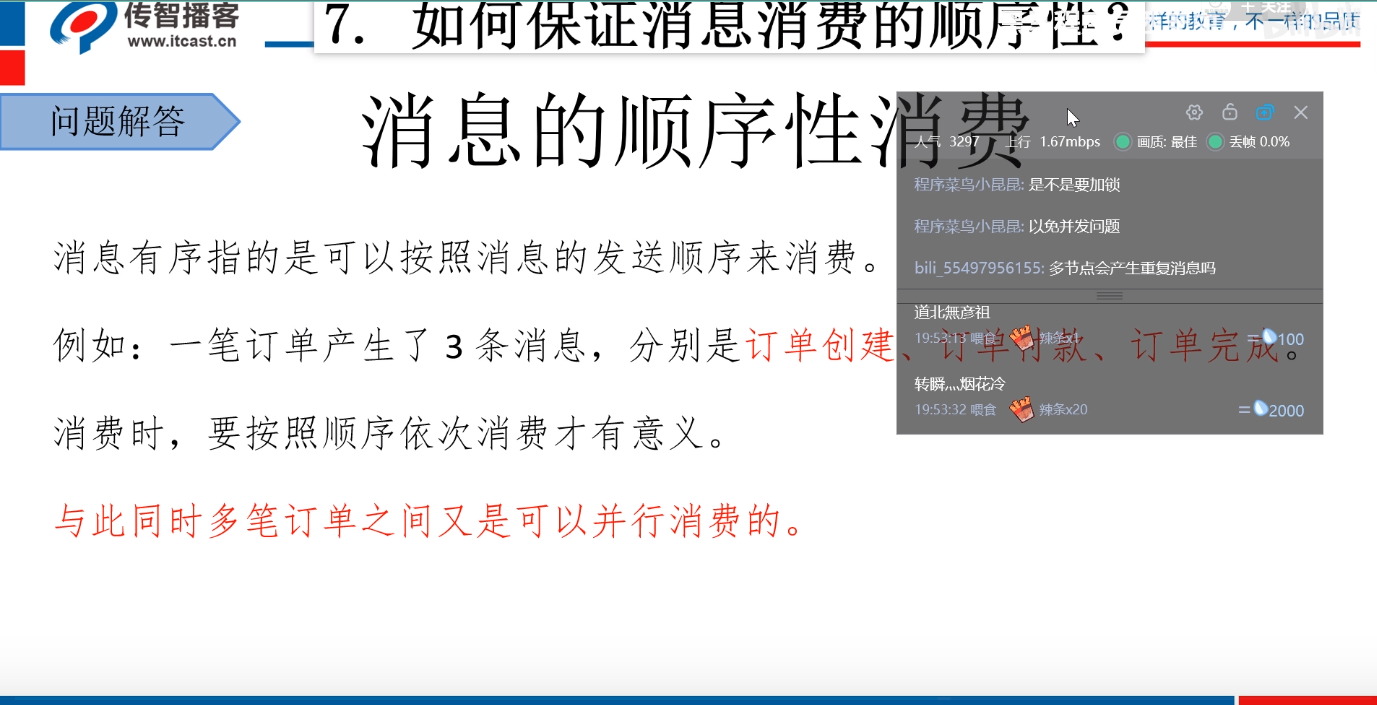 传智播客
www.itcast.cn
7. 如何保证消息消费的顺序性?
样的教育，不一样的品质
问题解答
消息的顺序性消费
人气 3297 上行 1.67mbps 画质: 最佳 丢帧 0.0%
程序菜鸟小昆昆: 是不是要加锁
程序菜鸟小昆昆: 以免并发问题
bili_55497956155: 多节点会产生重复消息吗
消息有序指的是可以按照消息的发送顺序来消费。
道北無彦祖
19:53:13 喂食 辣条x1 =100
例如：一笔订单产生了 3 条消息，分别是订单创建、订单付款、订单完成。
转瞬灬烟花冷
19:53:32 喂食 辣条x20 =2000
消费时，要按照顺序依次消费才有意义。
与此同时多笔订单之间又是可以并行消费的。